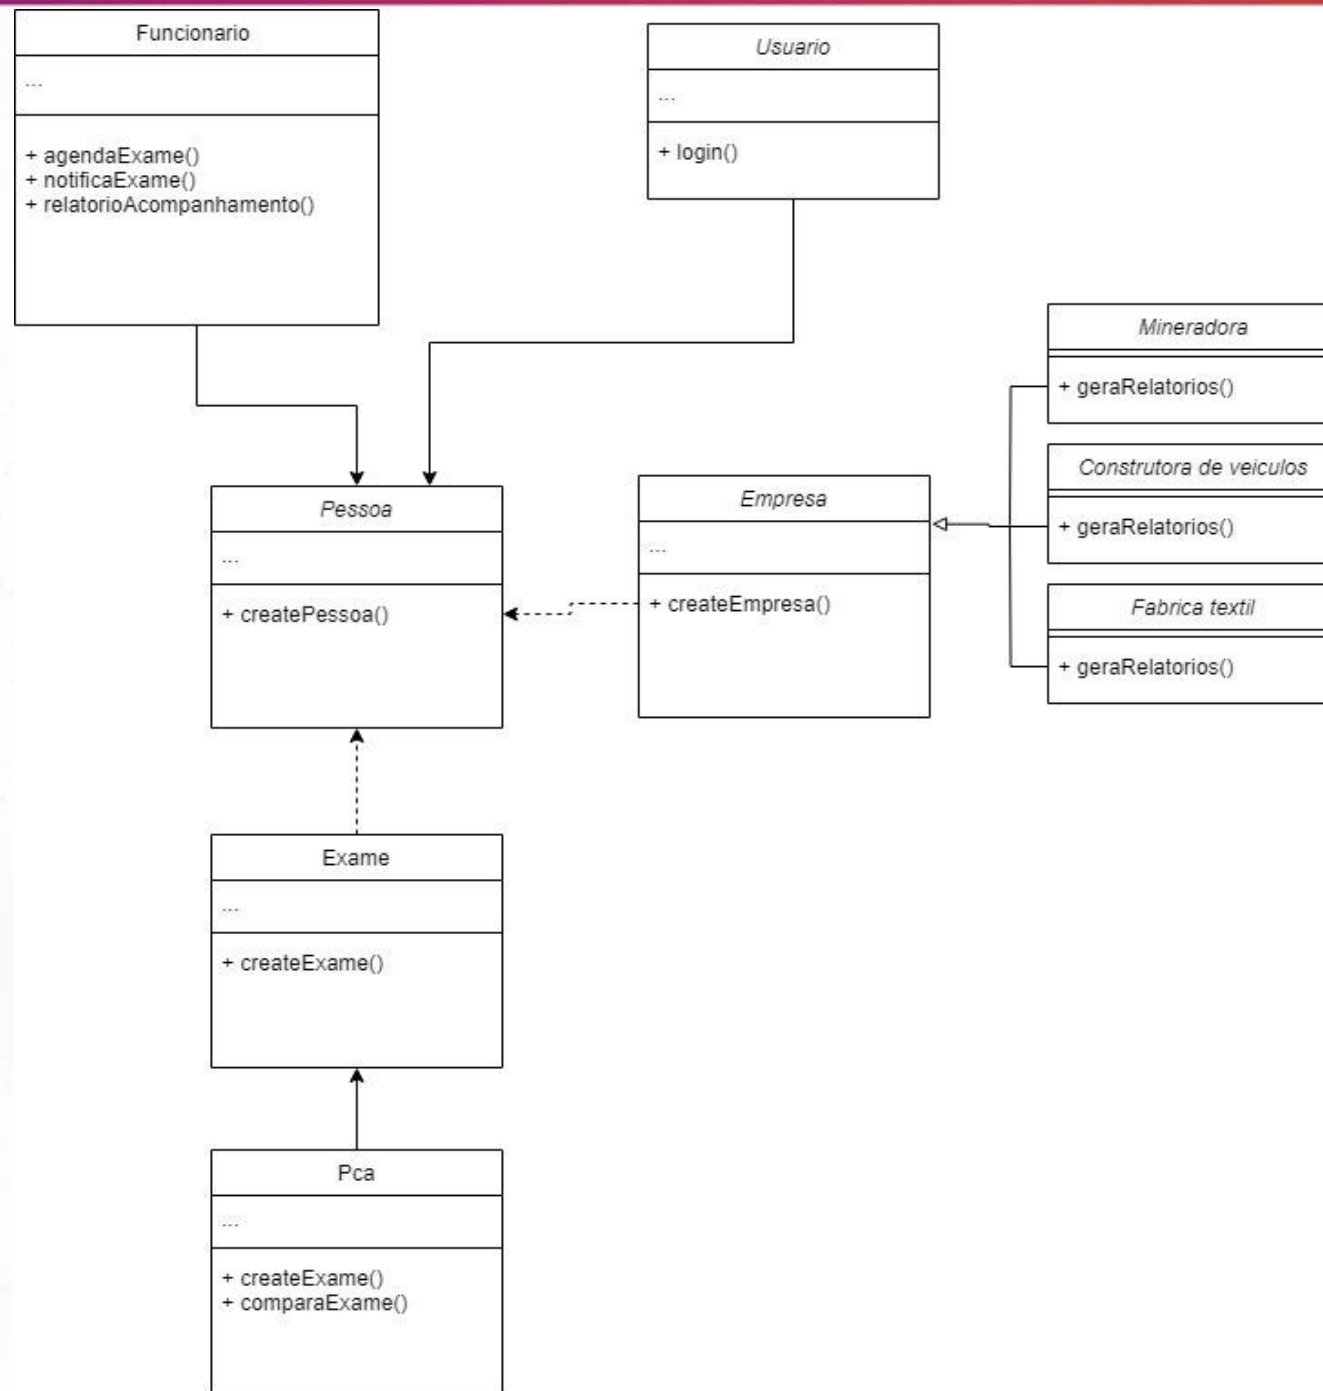 Funcionario
...
+ agendaExame()
+ notificaExame()
+ relatorioAcompanhamento()
Usuario
...
+ login()
Mineradora
+ geraRelatorios()
Construtora de veiculos
+ geraRelatorios()
Fabrica textil
+ geraRelatorios()
Pessoa
...
+ createPessoa()
Empresa
...
+ createEmpresa()
Exame
...
+ createExame()
Pca
...
+ createExame()
+ comparaExame()